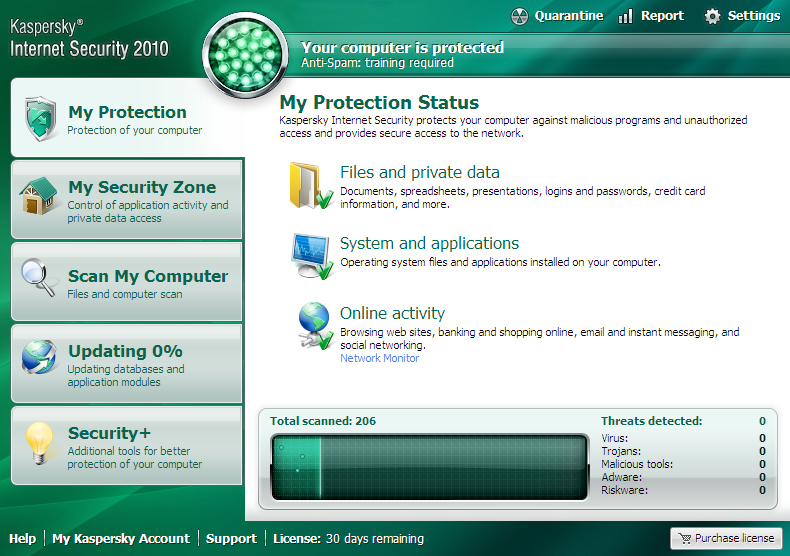 Kaspersky®
Internet Security 2010
Quarantine
Report
Settings
Your computer is protected
Anti-Spam: training required
My Protection
Protection of your computer
My Security Zone
Control of application activity and
private data access
Scan My Computer
Files and computer scan
Updating 0%
Updating databases and
application modules
Security+
Additional tools for better
protection of your computer
My Protection Status
Kaspersky Internet Security protects your computer against malicious programs and unauthorized
access and provides secure access to the network.
Files and private data
Documents, spreadsheets, presentations, logins and passwords, credit card
information, and more.
System and applications
Operating system files and applications installed on your computer.
Online activity
Browsing web sites, banking and shopping online, email and instant messaging, and
social networking.
Network Monitor
Total scanned: 206
Threats detected: 0
Virus: 0
Trojans: 0
Malicious tools: 0
Adware: 0
Riskware: 0
Help
My Kaspersky Account
Support
License: 30 days remaining
Purchase license